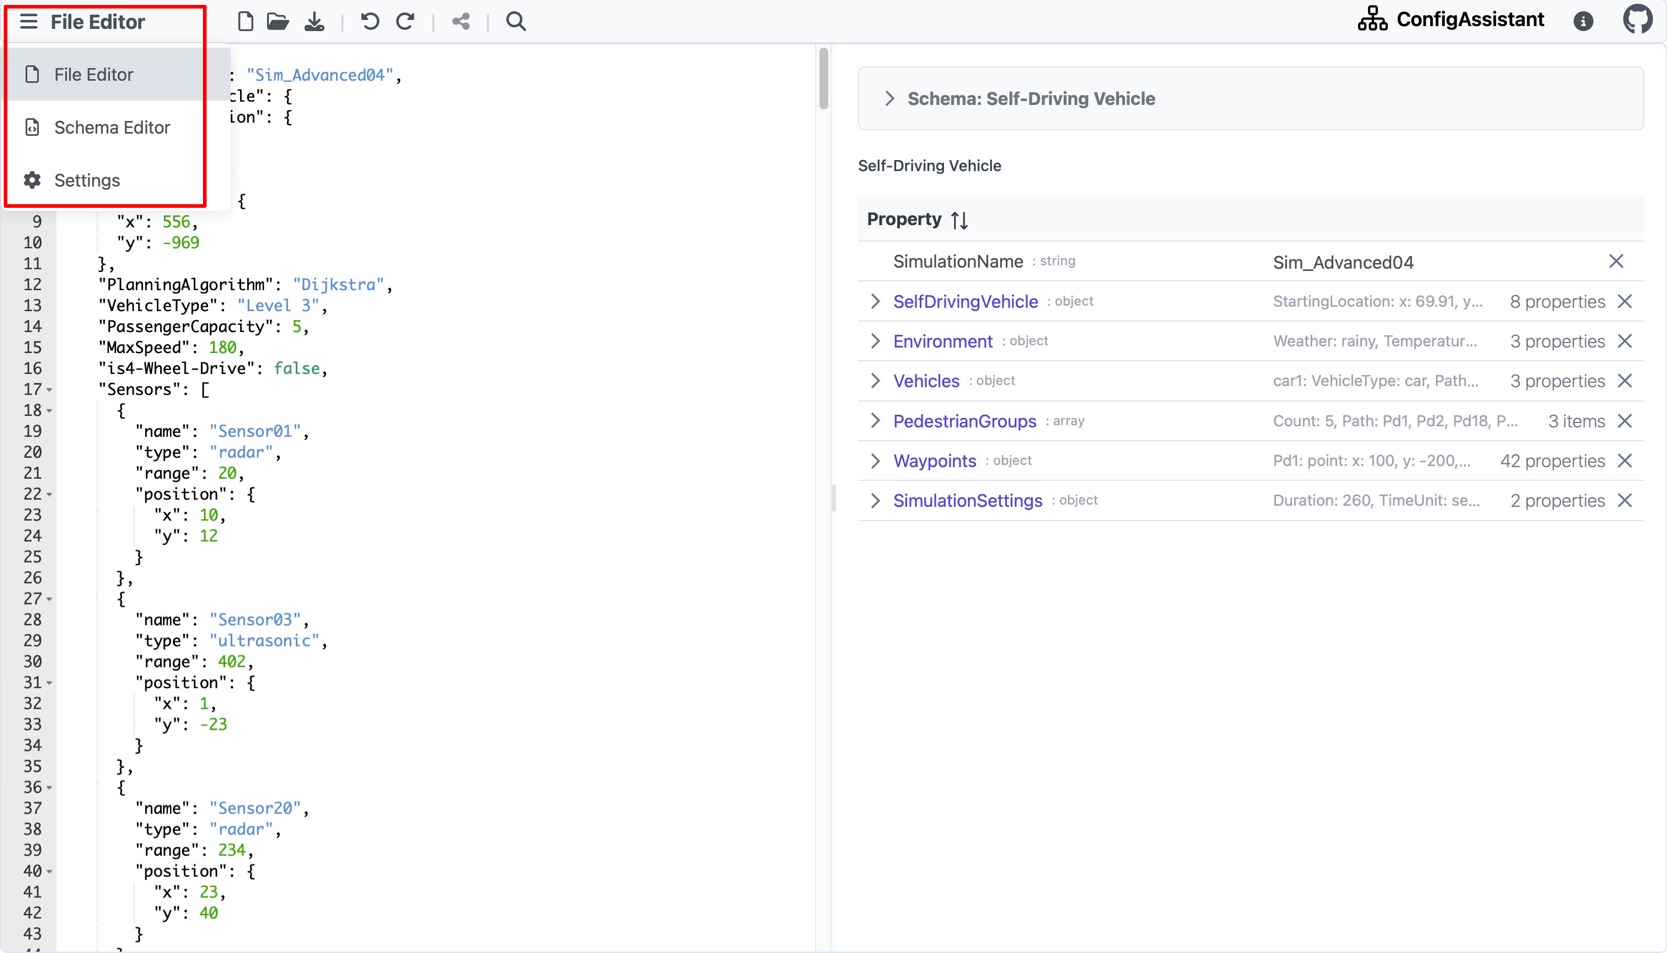 File Editor
ConfigAssistant
File Editor
Schema Editor
Settings
: "Sim_Advanced04",
cle": {
ion": {
{
9 "x": 556,
10 "y": -969
11 },
12 "PlanningAlgorithm": "Dijkstra",
13 "VehicleType": "Level 3",
14 "PassengerCapacity": 5,
15 "MaxSpeed": 180,
16 "is4-Wheel-Drive": false,
17 "Sensors": [
18 {
19 "name": "Sensor01",
20 "type": "radar",
21 "range": 20,
22 "position": {
23 "x": 10,
24 "y": 12
25 }
26 },
27 {
28 "name": "Sensor03",
29 "type": "ultrasonic",
30 "range": 402,
31 "position": {
32 "x": 1,
33 "y": -23
34 }
35 },
36 {
37 "name": "Sensor20",
38 "type": "radar",
39 "range": 234,
40 "position": {
41 "x": 23,
42 "y": 40
43 }
Schema: Self-Driving Vehicle
Self-Driving Vehicle
Property
SimulationName : string Sim_Advanced04
SelfDrivingVehicle : object StartingLocation: x: 69.91, y... 8 properties
Environment : object Weather: rainy, Temperatur... 3 properties
Vehicles : object car1: VehicleType: car, Path... 3 properties
PedestrianGroups : array Count: 5, Path: Pd1, Pd2, Pd18, P... 3 items
Waypoints : object Pd1: point: x: 100, y: -200,... 42 properties
SimulationSettings : object Duration: 260, TimeUnit: se... 2 properties